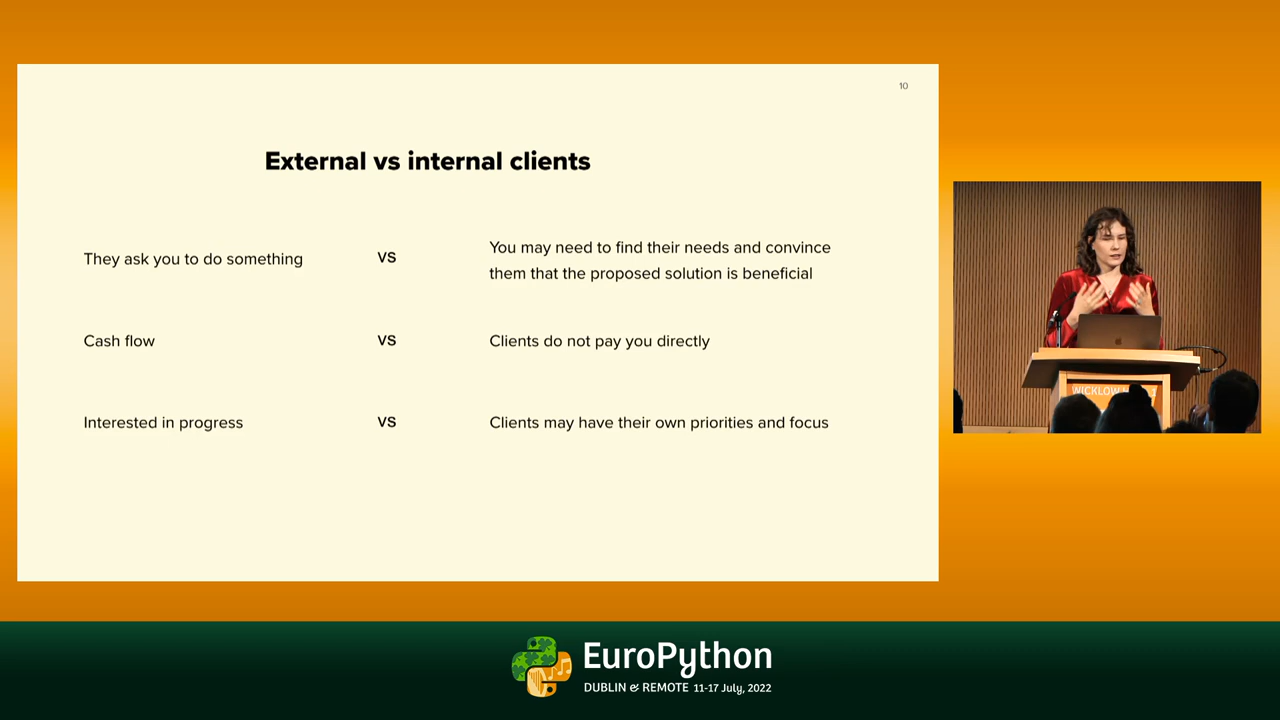 10
External vs internal clients
They ask you to do something
VS
You may need to find their needs and convince
them that the proposed solution is beneficial
Cash flow
VS
Clients do not pay you directly
Interested in progress
VS
Clients may have their own priorities and focus
WICKLOW
EuroPython
DUBLIN & REMOTE 11-17 July, 2022